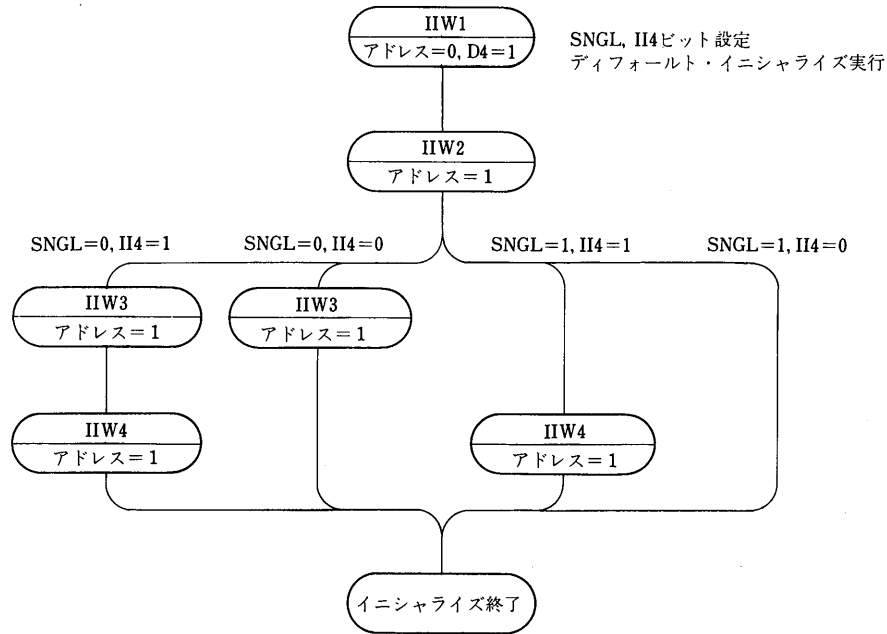 IIW1
アドレス=0, D4=1
SNGL, II4ビット設定
ディフォールト・イニシャライズ実行
IIW2
アドレス=1
SNGL=0, II4=1
SNGL=0, II4=0
SNGL=1, II4=1
SNGL=1, II4=0
IIW3
アドレス=1
IIW3
アドレス=1
IIW4
アドレス=1
IIW4
アドレス=1
イニシャライズ終了